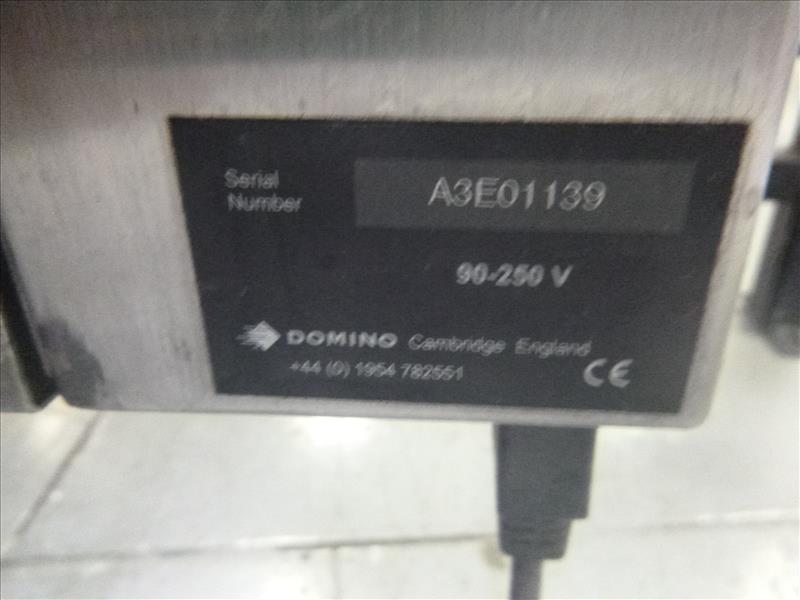 Serial
Number
A3E01139
90-250 V
DOMINO Cambridge England
+44 (0) 1954 782551
CE